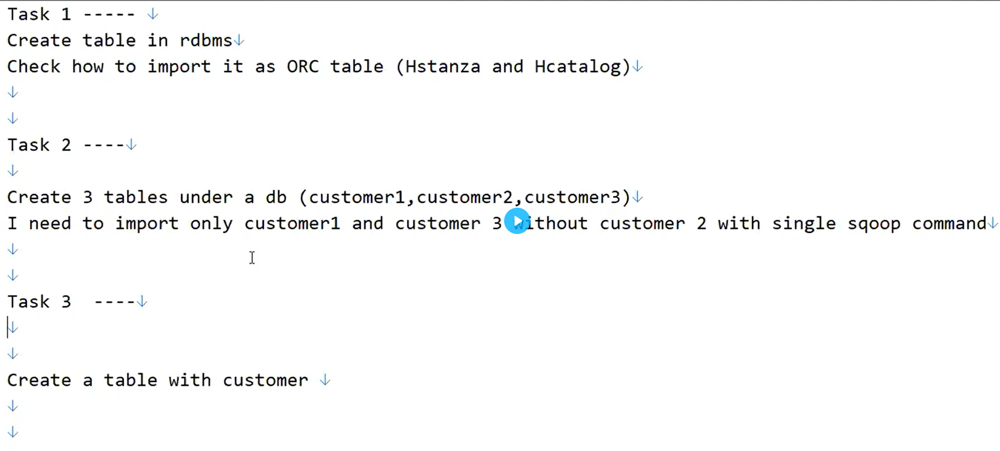 Task 1 ----- ↓
Create table in rdbms↓
Check how to import it as ORC table (Hstanza and Hcatalog)↓
↓
↓
Task 2 ----↓
↓
Create 3 tables under a db (customer1,customer2,customer3)↓
I need to import only customer1 and customer 3 without customer 2 with single sqoop command↓
↓
↓
Task 3  ----↓
↓
↓
Create a table with customer ↓
↓
↓